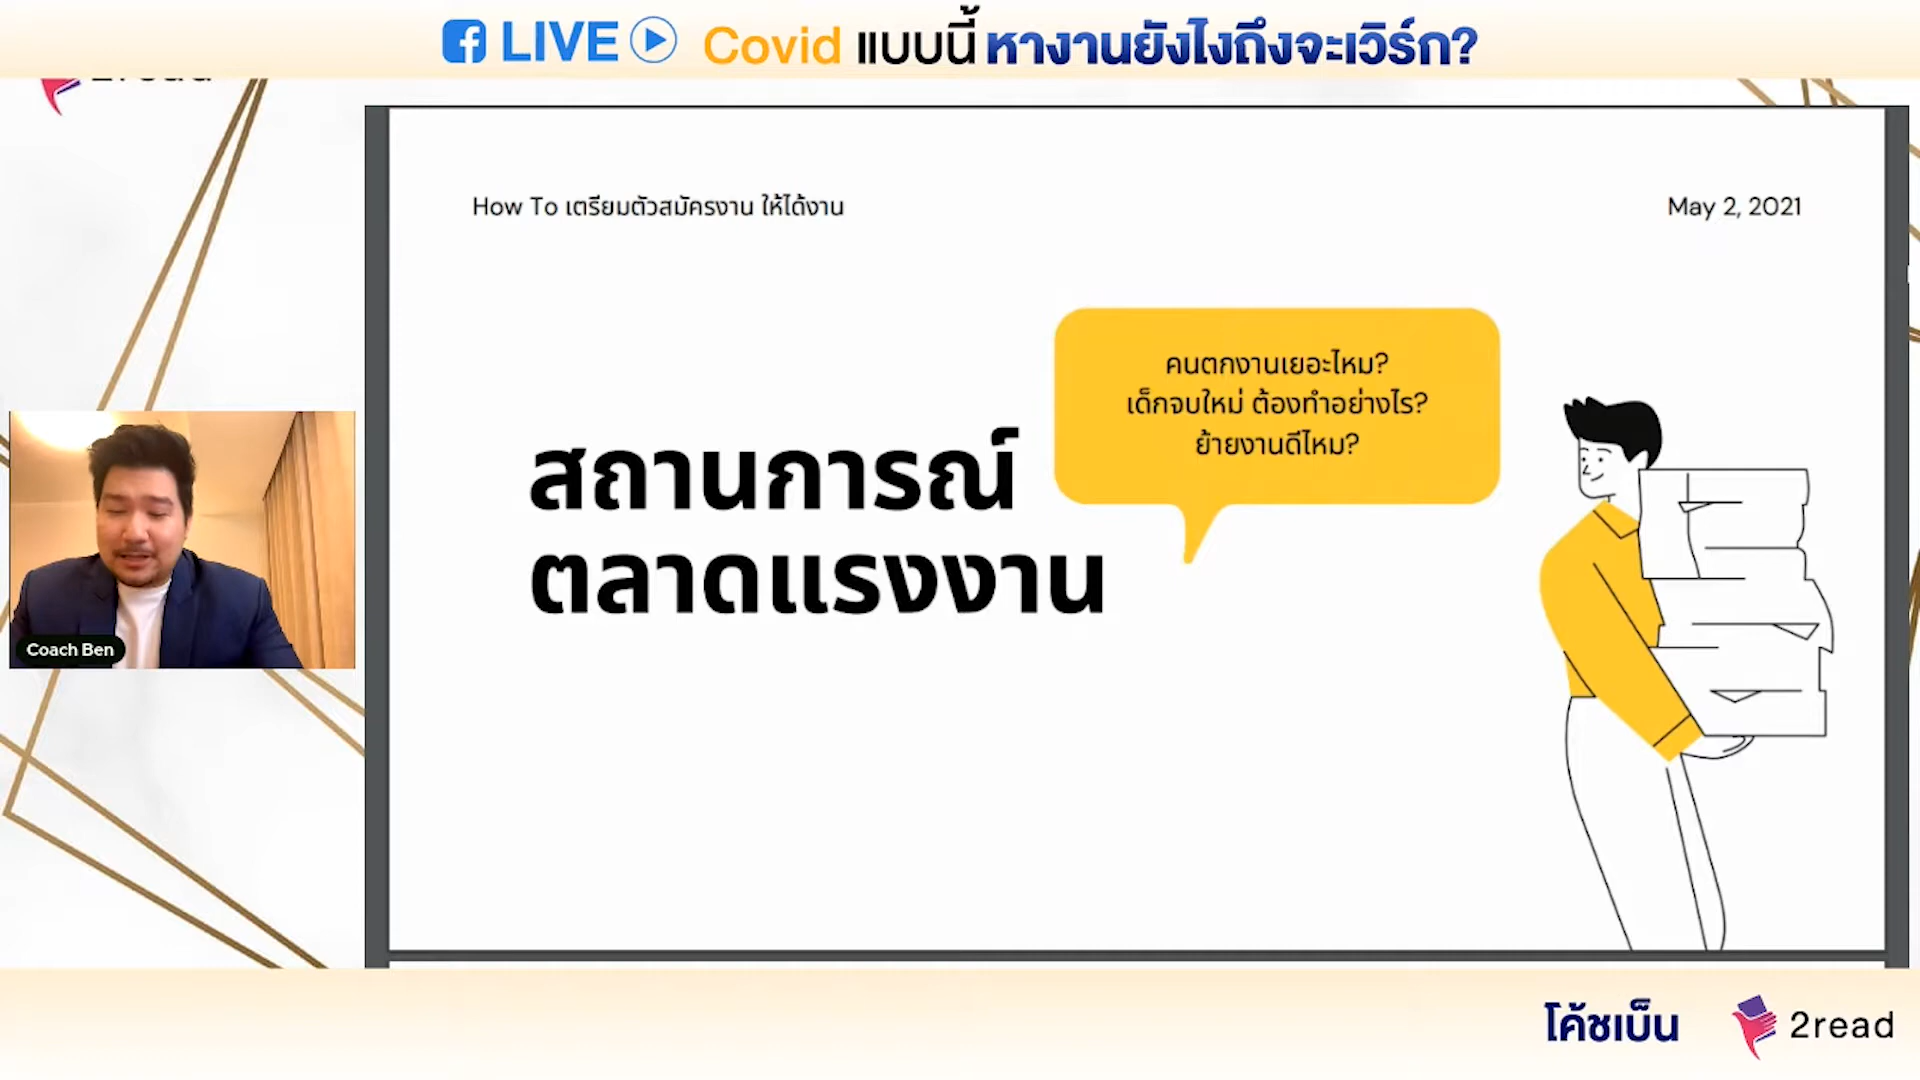 LIVE Covid แบบนี้ หางานยังไงถึงจะเวิร์ก?
How To เตรียมตัวสมัครงาน ให้ได้งาน
May 2, 2021
คนตกงานเยอะไหม?
เด็กจบใหม่ ต้องทำอย่างไร?
ย้ายงานดีไหม?
สถานการณ์
ตลาดแรงงาน
Coach Ben
โค้ชเบ็น
2read